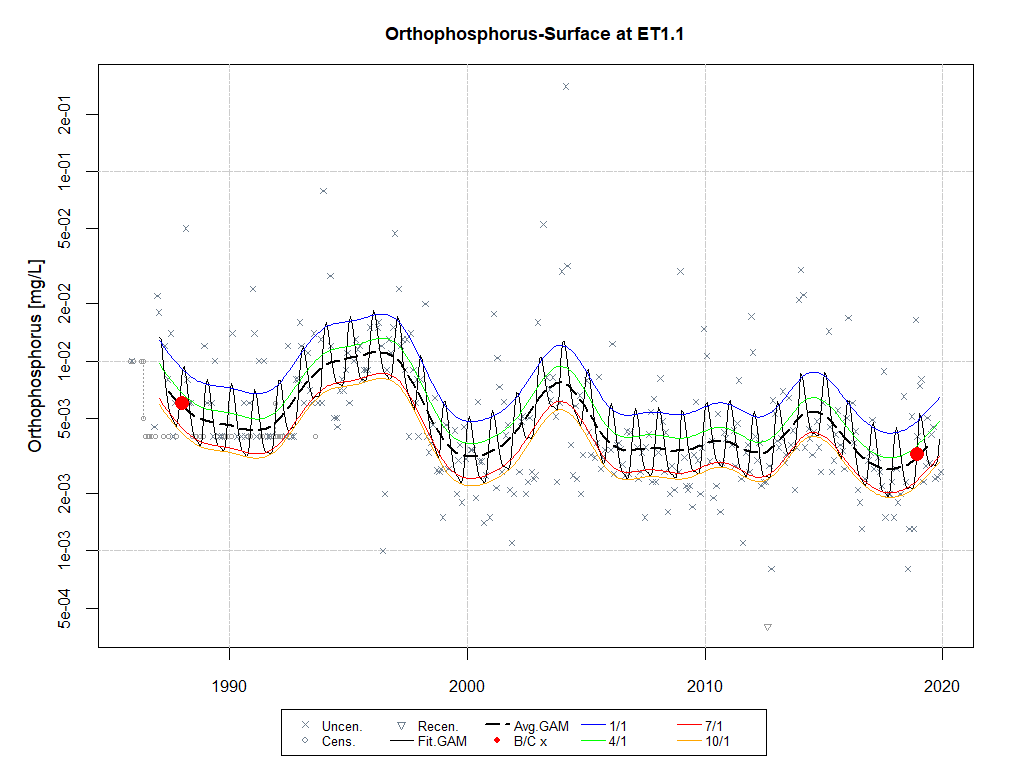 Orthophosphorus-Surface at ET1.1
Orthophosphorus [mg/L]
2e-01
1e-01
5e-02
2e-02
1e-02
5e-03
2e-03
1e-03
5e-04
1990 2000 2010 2020
Uncen. Recen. Avg.GAM 1/1 7/1
Cens. Fit.GAM B/C x 4/1 10/1